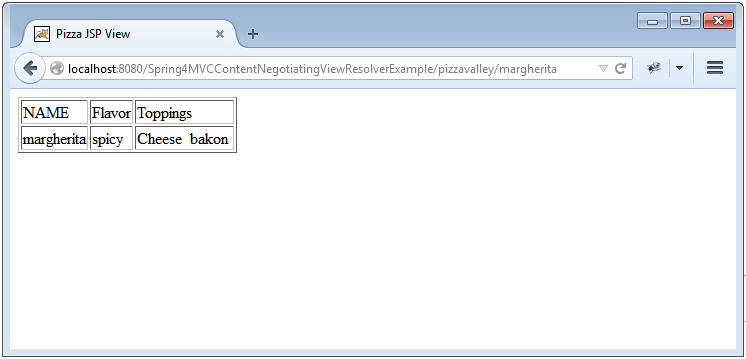 Pizza JSP View
localhost:8080/Spring4MVCContentNegotiatingViewResolverExample/pizzavalley/margherita
NAME Flavor Toppings
margherita spicy Cheese bakon